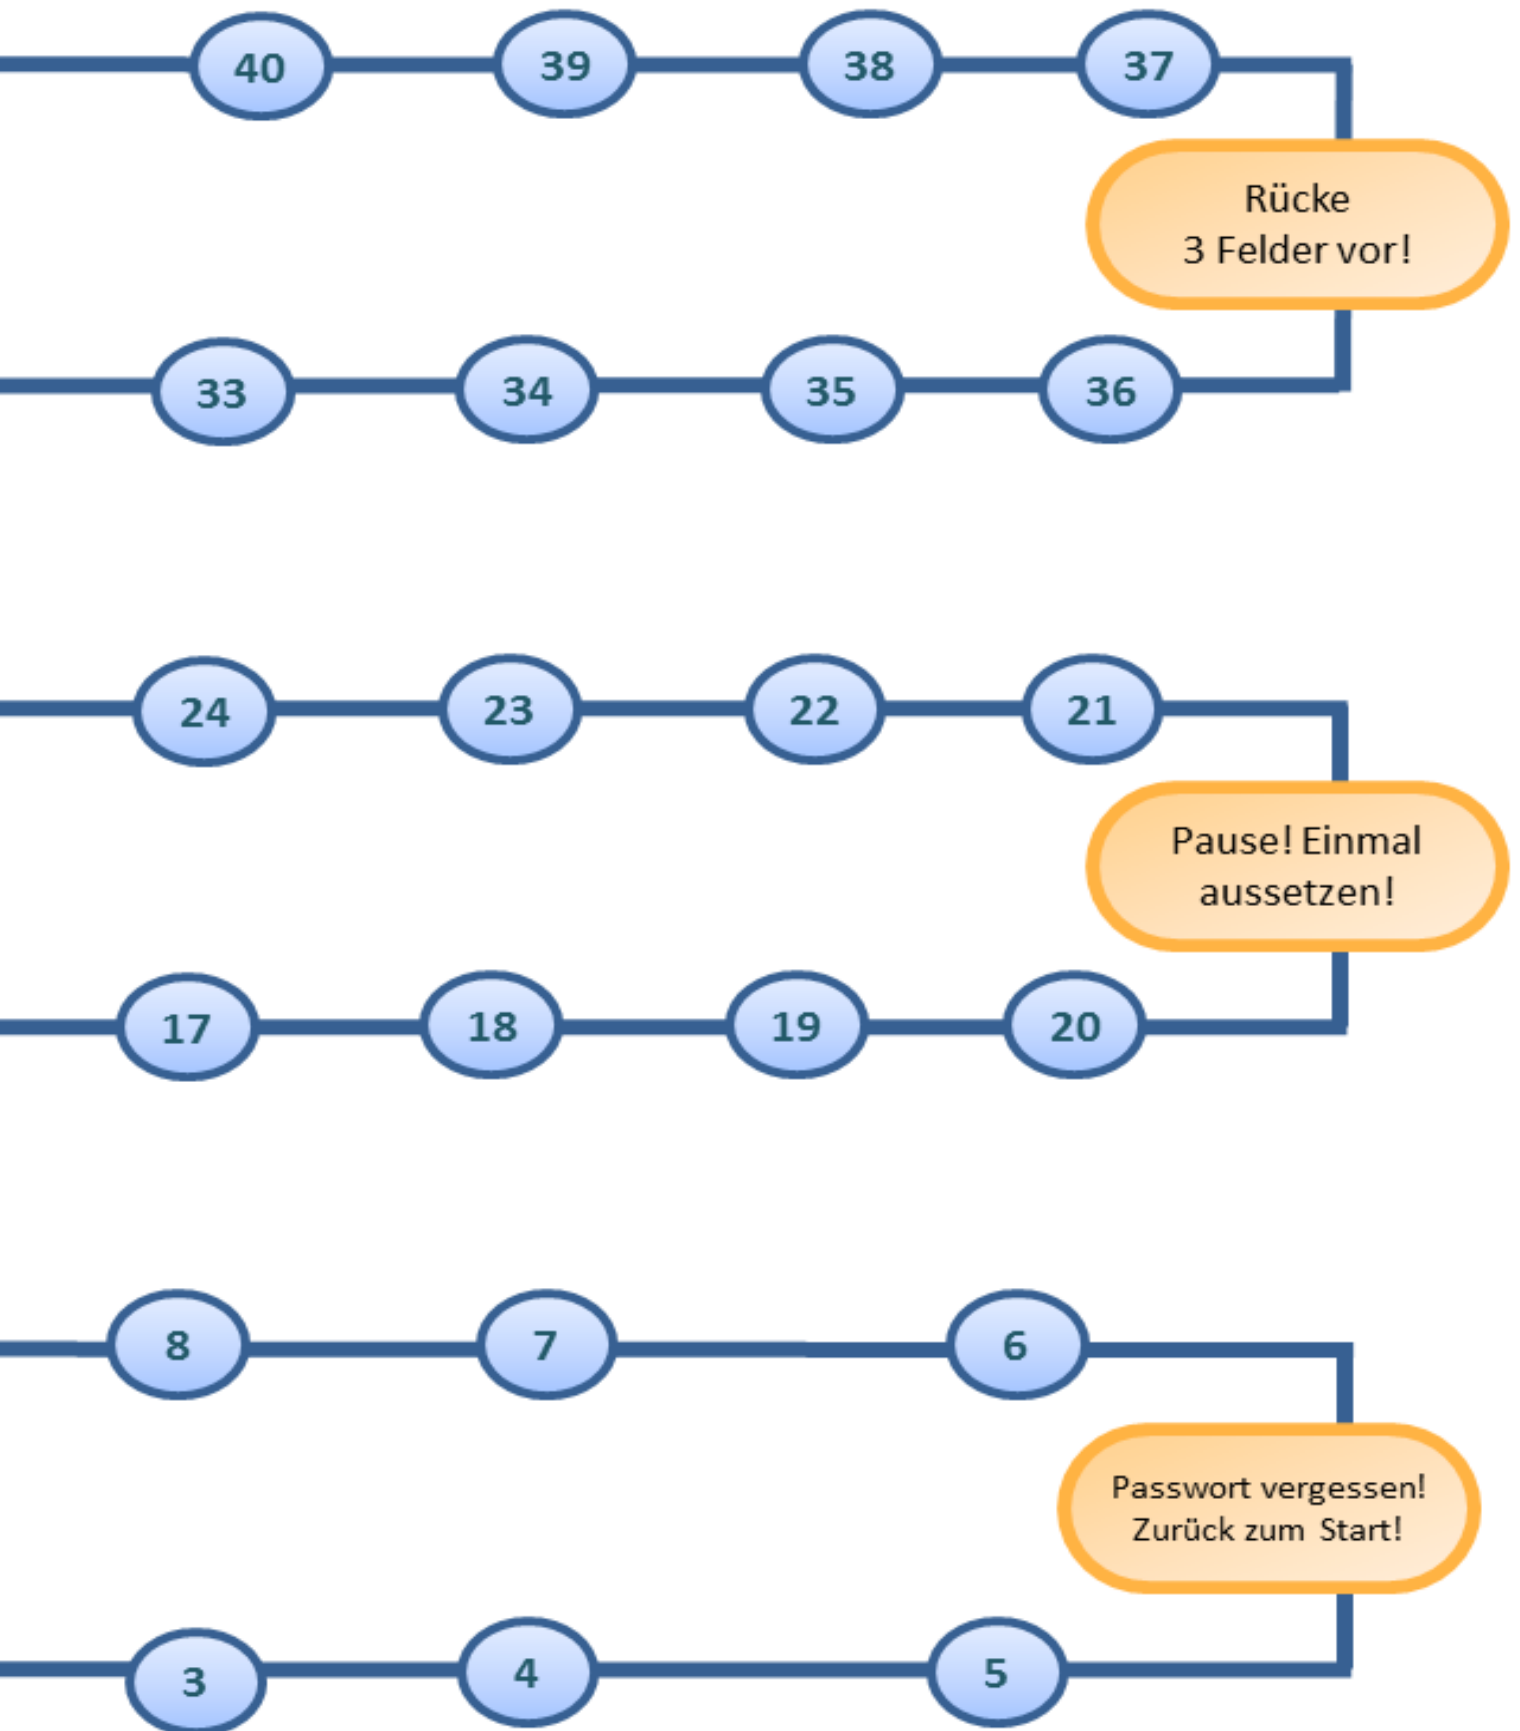 40 39 38 37
Rücke
3 Felder vor!
33 34 35 36
24 23 22 21
Pause! Einmal
aussetzen!
17 18 19 20
8 7 6
Passwort vergessen!
Zurück zum Start!
3 4 5